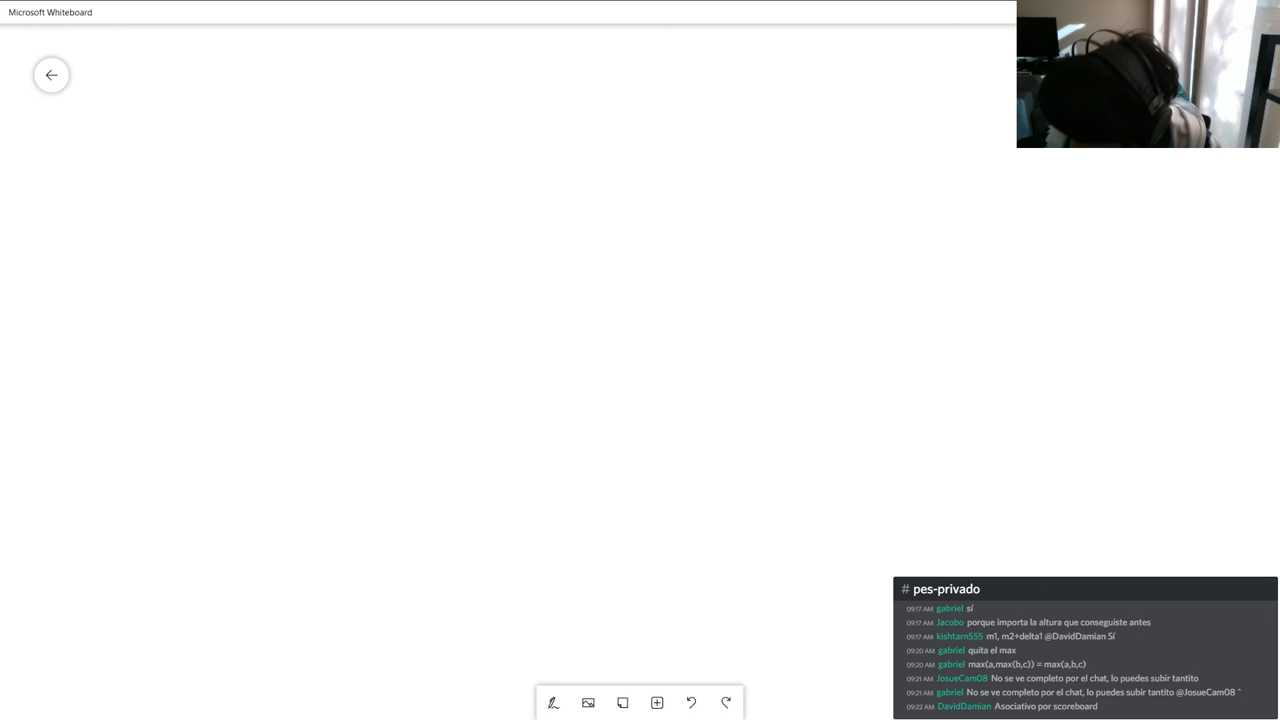 Microsoft Whiteboard
# pes-privado
09:17 AM gabriel sí
09:17 AM Jacobo porque importa la altura que conseguiste antes
09:17 AM kishtarn555 m1, m2+delta1 @DavidDamian Sí
09:20 AM gabriel quita el max
09:20 AM gabriel max(a,max(b,c)) = max(a,b,c)
09:21 AM JosueCam08 No se ve completo por el chat, lo puedes subir tantito
09:21 AM gabriel No se ve completo por el chat, lo puedes subir tantito @JosueCam08 ^
09:22 AM DavidDamian Asociativo por scoreboard